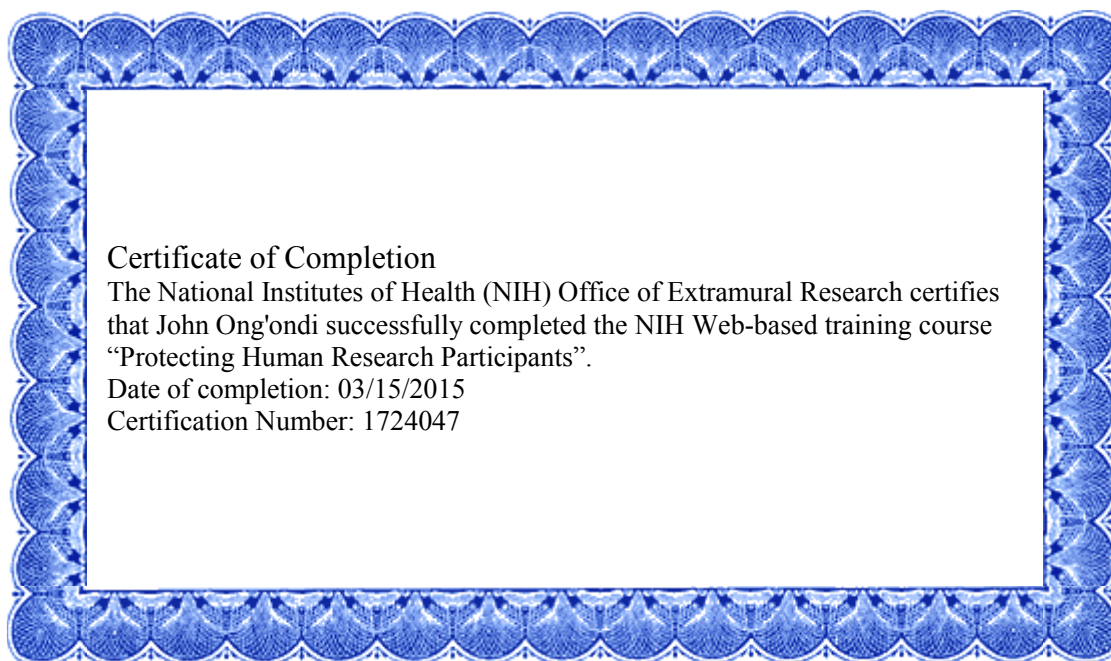 Certificate of Completion
The National Institutes of Health (NIH) Office of Extramural Research certifies
that John Ong'ondi successfully completed the NIH Web-based training course
“Protecting Human Research Participants”.
Date of completion: 03/15/2015
Certification Number: 1724047